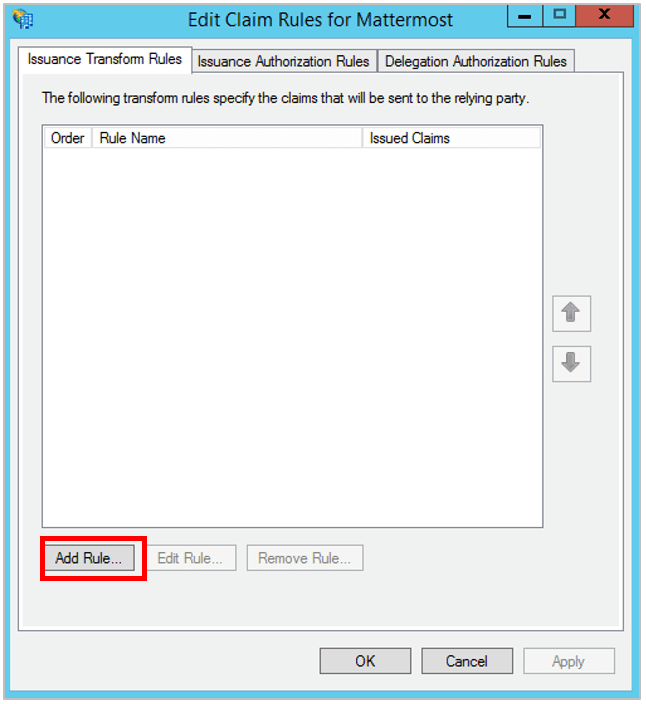 Edit Claim Rules for Mattermost
Issuance Transform Rules Issuance Authorization Rules Delegation Authorization Rules
The following transform rules specify the claims that will be sent to the relying party.
Order Rule Name Issued Claims
Add Rule... Edit Rule... Remove Rule...
OK Cancel Apply